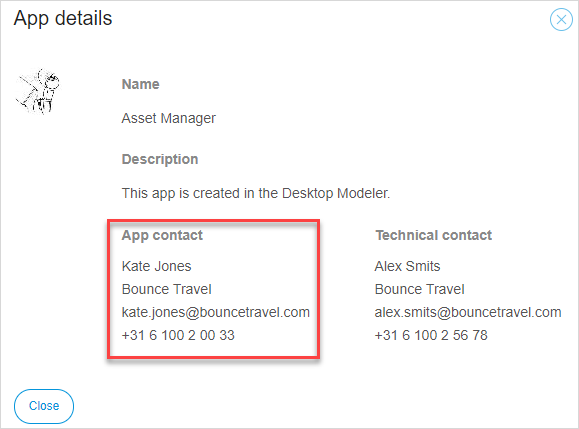 App details
Name
Asset Manager
Description
This app is created in the Desktop Modeler.
App contact
Kate Jones
Bounce Travel
kate.jones@bouncetravel.com
+31 6 100 2 00 33
Technical contact
Alex Smits
Bounce Travel
alex.smits@bouncetravel.com
+31 6 100 2 56 78
Close